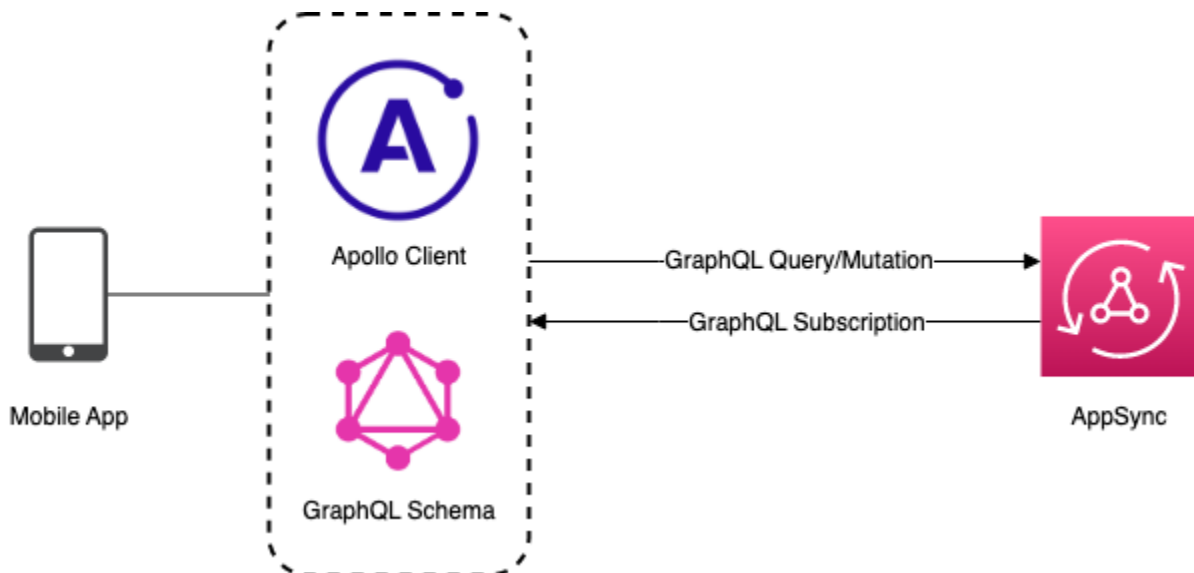 Apollo Client
GraphQL Query/Mutation
GraphQL Subscription
Mobile App
AppSync
GraphQL Schema